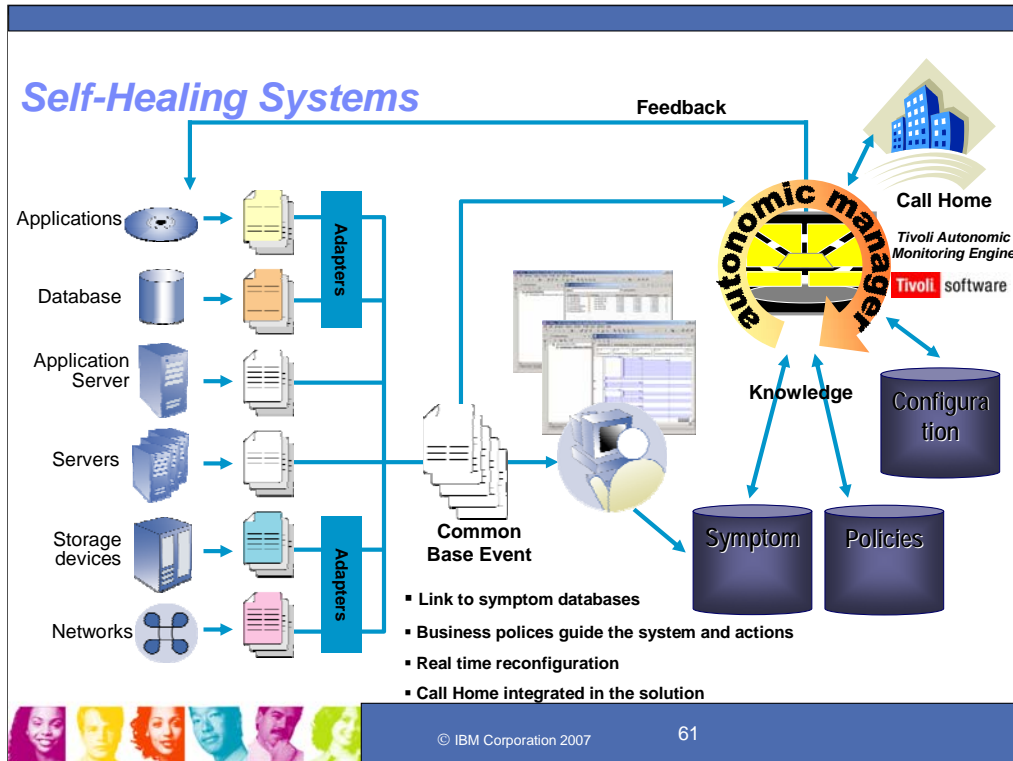 Self-Healing Systems
Feedback
Call Home
Tivoli Autonomic
Monitoring Engine
Tivoli software
autonomic manager
Applications
Database
Application
Server
Servers
Storage
devices
Networks
Adapters
Adapters
Common
Base Event
Knowledge
Configura
tion
Symptom
Policies
▪ Link to symptom databases
▪ Business polices guide the system and actions
▪ Real time reconfiguration
▪ Call Home integrated in the solution
© IBM Corporation 2007
61